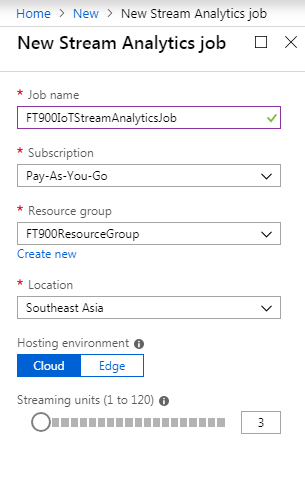 Home > New > New Stream Analytics job
New Stream Analytics job
* Job name
FT900IoTStreamAnalyticsJob
* Subscription
Pay-As-You-Go
* Resource group
FT900ResourceGroup
Create new
* Location
Southeast Asia
Hosting environment
Cloud Edge
Streaming units (1 to 120)
3